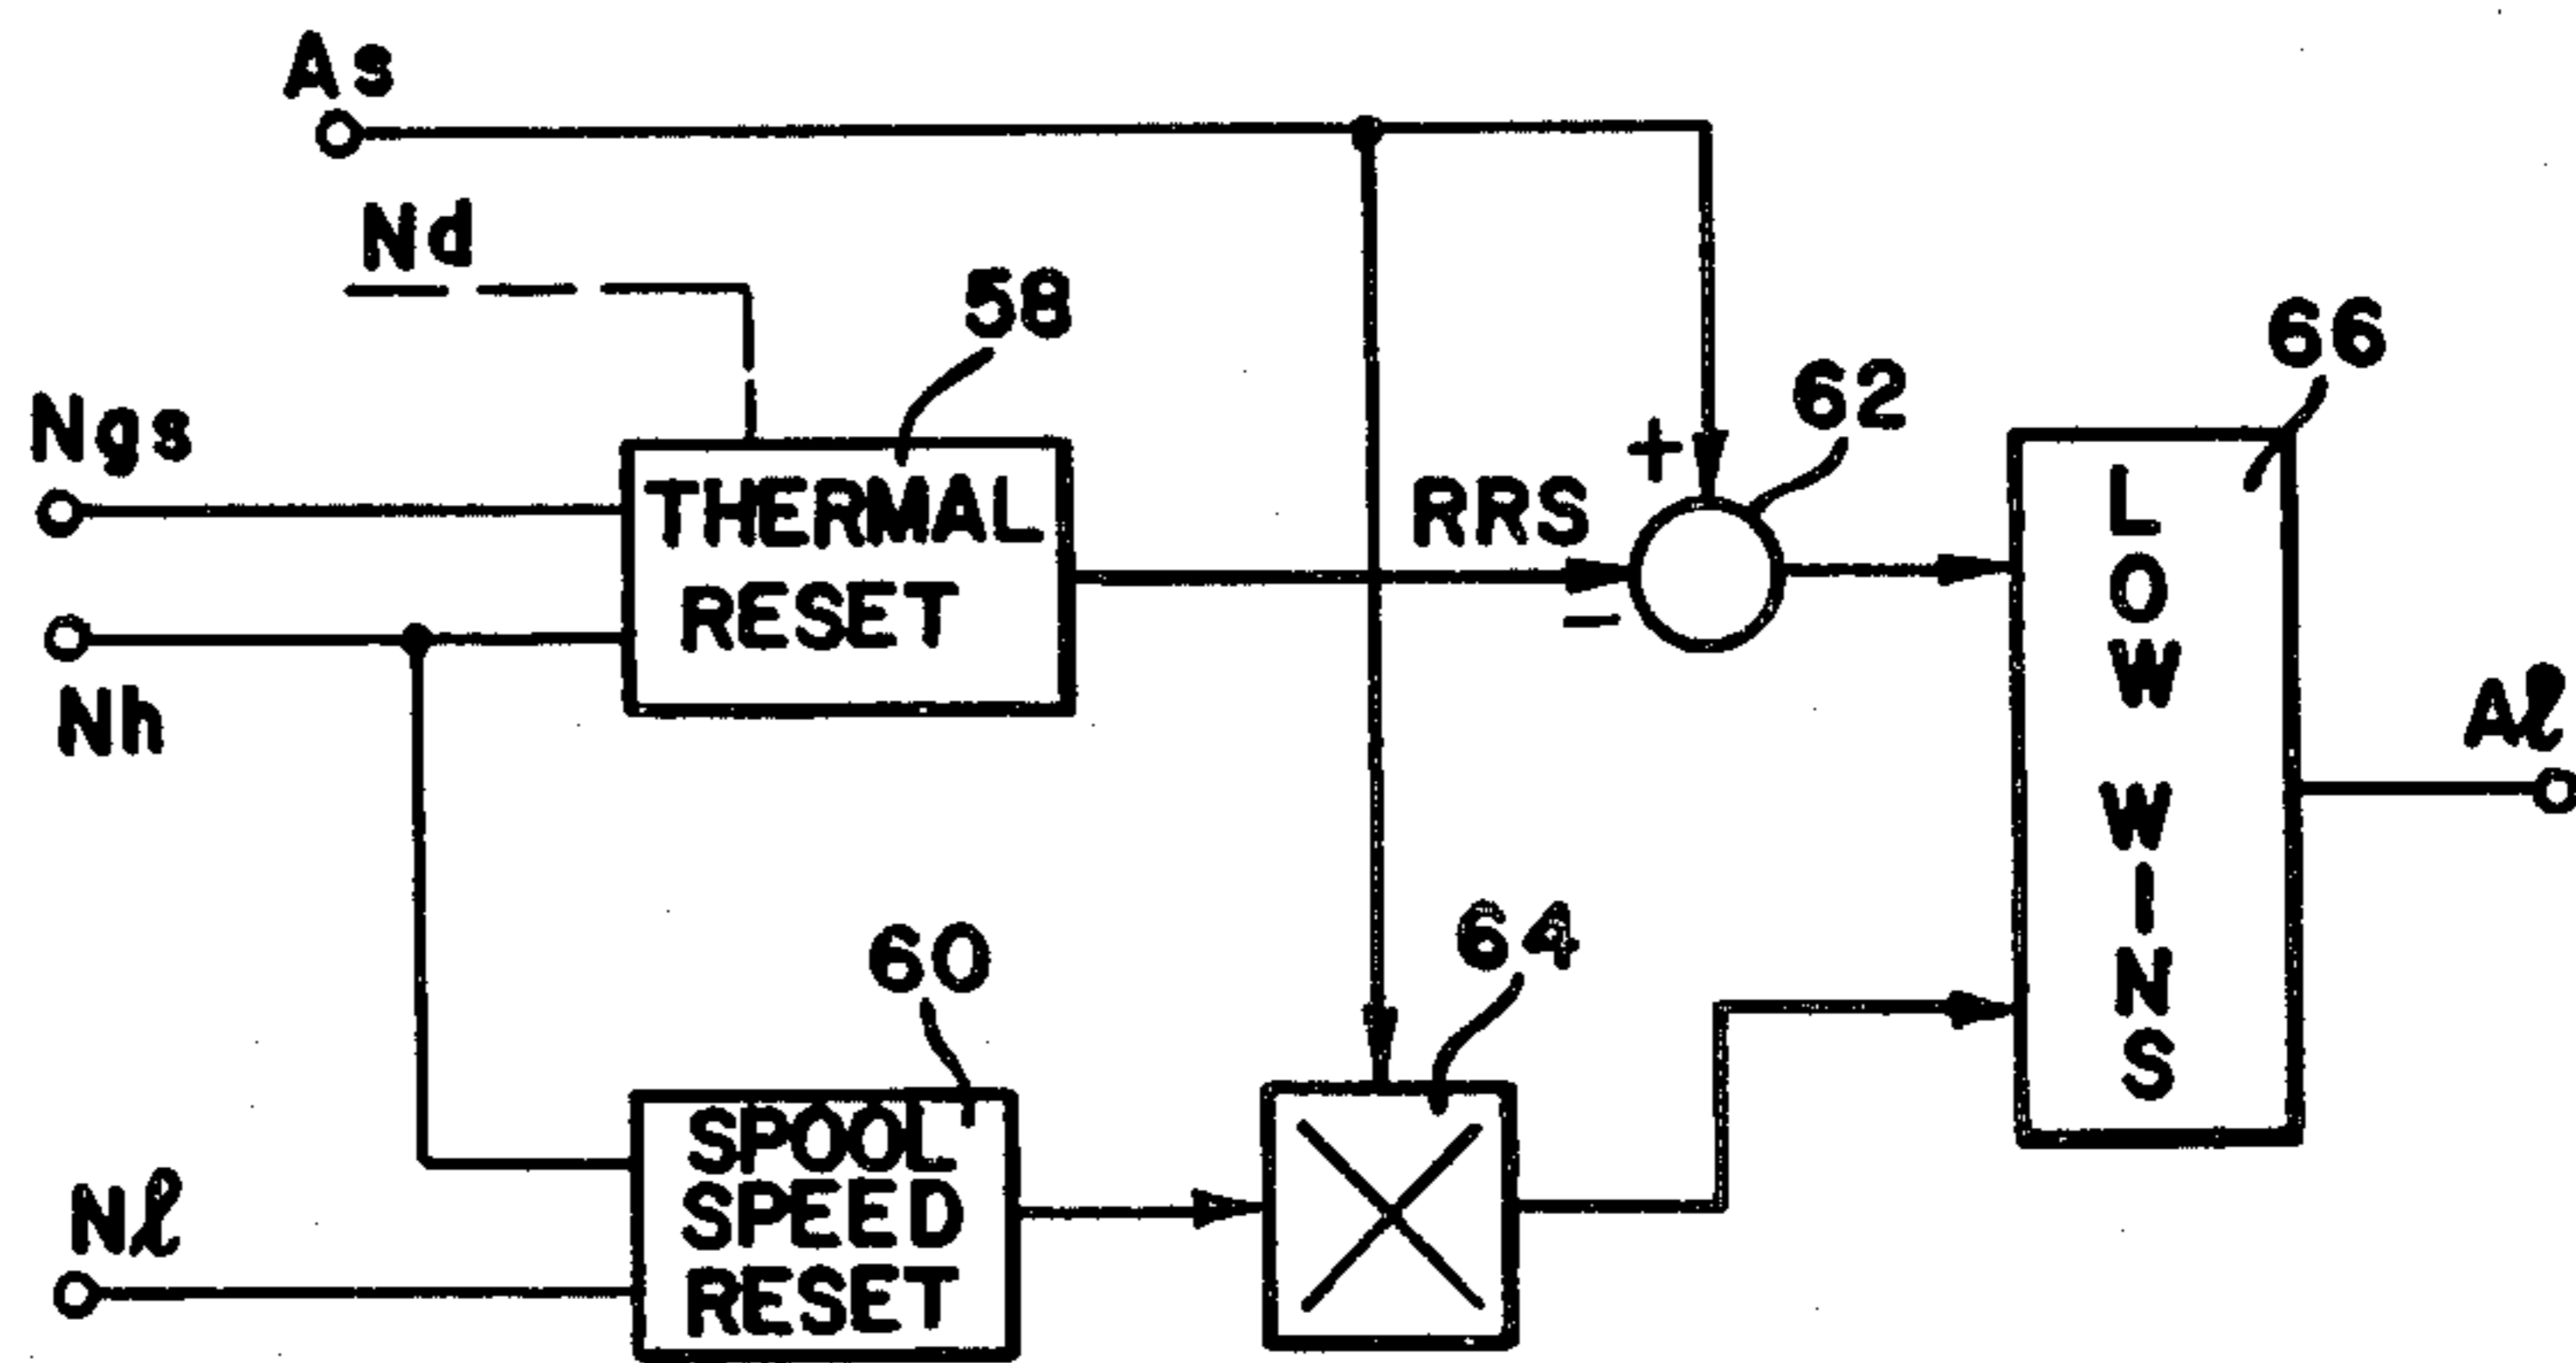 As
Nd
58
66
62
Ngs
+
THERMAL
RESET
RRS
-
Nh
LOW WINS
Aℓ
60
64
SPOOL
SPEED
RESET
Nℓ